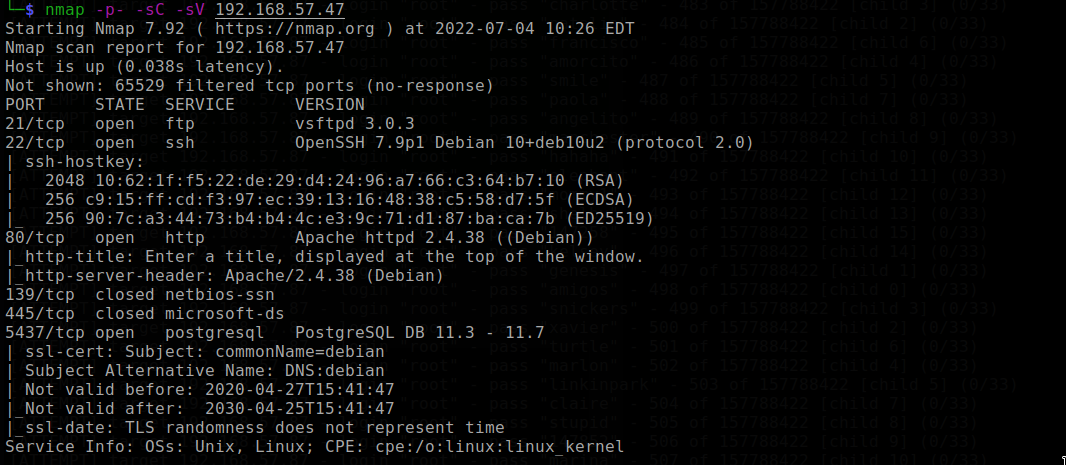 └─$ nmap -p- -sC -sV 192.168.57.47
Starting Nmap 7.92 ( https://nmap.org ) at 2022-07-04 10:26 EDT
Nmap scan report for 192.168.57.47
Host is up (0.038s latency).
Not shown: 65529 filtered tcp ports (no-response)
PORT     STATE  SERVICE      VERSION
21/tcp   open   ftp          vsftpd 3.0.3
22/tcp   open   ssh          OpenSSH 7.9p1 Debian 10+deb10u2 (protocol 2.0)
| ssh-hostkey:
|   2048 10:62:1f:f5:22:de:29:d4:24:96:a7:66:c3:64:b7:10 (RSA)
|   256 c9:15:ff:cd:f3:97:ec:39:13:16:48:38:c5:58:d7:5f (ECDSA)
|_  256 90:7c:a3:44:73:b4:b4:4c:e3:9c:71:d1:87:ba:ca:7b (ED25519)
80/tcp   open   http         Apache httpd 2.4.38 ((Debian))
|_http-title: Enter a title, displayed at the top of the window.
|_http-server-header: Apache/2.4.38 (Debian)
139/tcp  closed netbios-ssn
445/tcp  closed microsoft-ds
5437/tcp open   postgresql   PostgreSQL DB 11.3 - 11.7
| ssl-cert: Subject: commonName=debian
| Subject Alternative Name: DNS:debian
| Not valid before: 2020-04-27T15:41:47
|_Not valid after:  2030-04-25T15:41:47
|_ssl-date: TLS randomness does not represent time
Service Info: OSs: Unix, Linux; CPE: cpe:/o:linux:linux_kernel